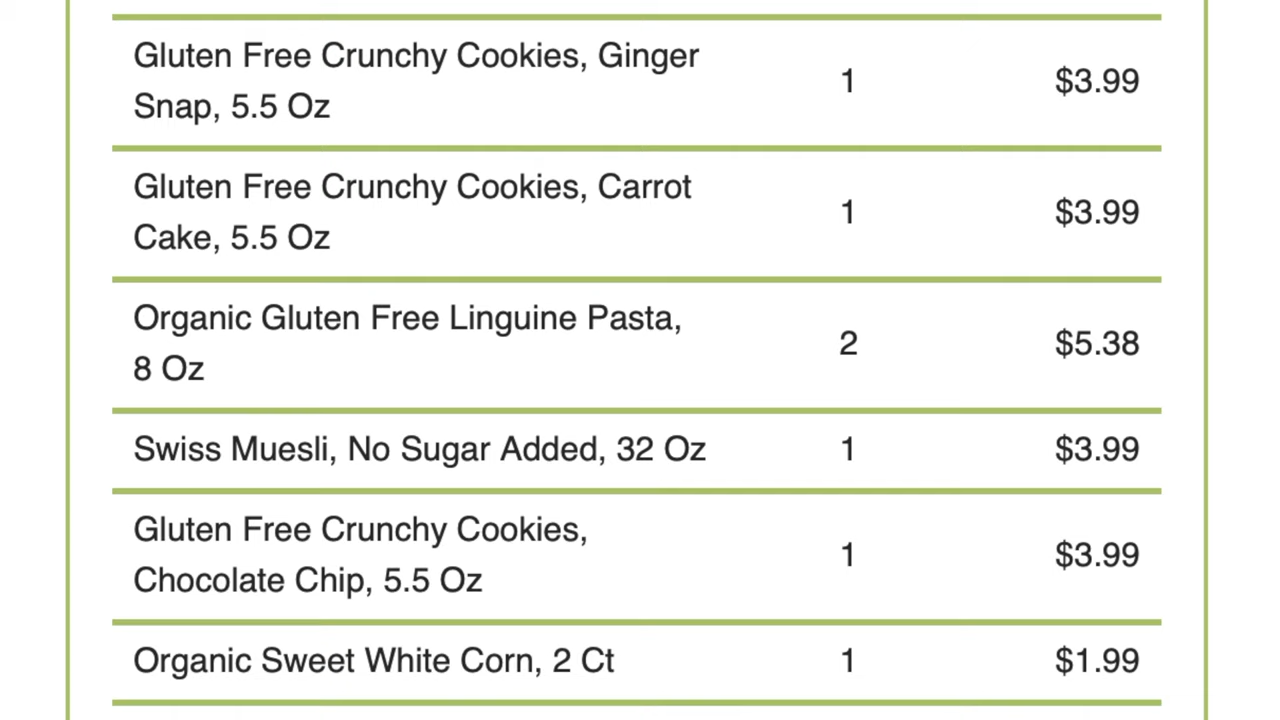 Gluten Free Crunchy Cookies, Ginger
Snap, 5.5 Oz
1
$3.99
Gluten Free Crunchy Cookies, Carrot
Cake, 5.5 Oz
1
$3.99
Organic Gluten Free Linguine Pasta,
8 Oz
2
$5.38
Swiss Muesli, No Sugar Added, 32 Oz
1
$3.99
Gluten Free Crunchy Cookies,
Chocolate Chip, 5.5 Oz
1
$3.99
Organic Sweet White Corn, 2 Ct
1
$1.99